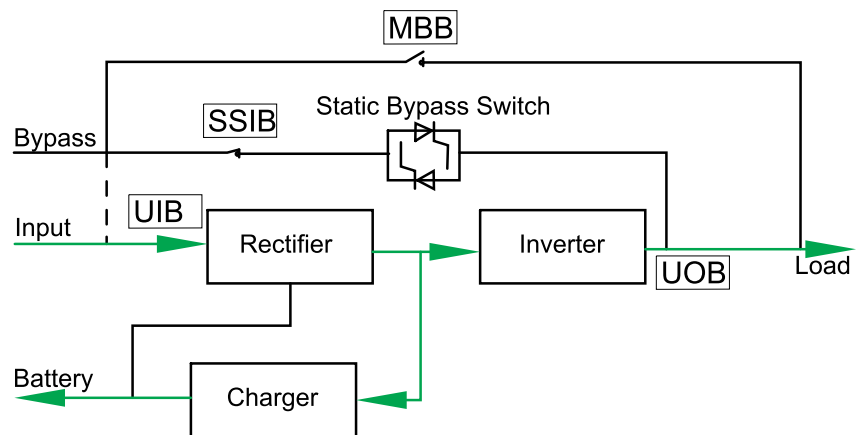 MBB
Static Bypass Switch
SSIB
Bypass
UIB
Input
Rectifier
Inverter
UOB
Load
Battery
Charger